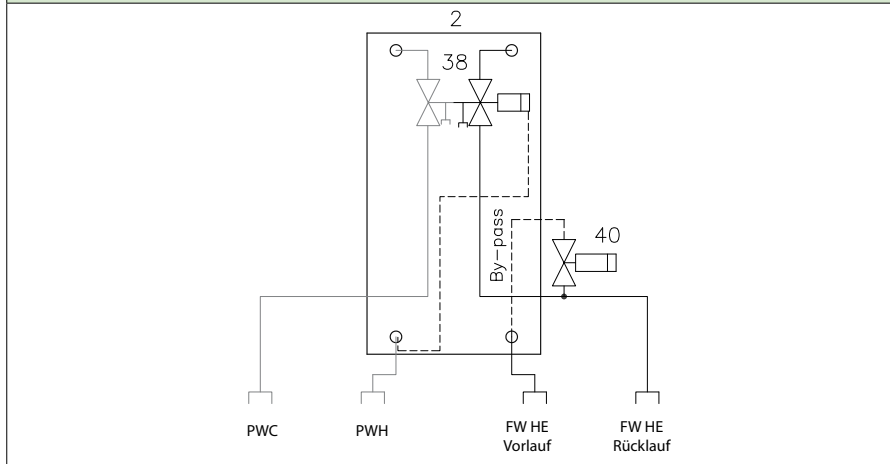 2
38
By-pass
40
PWC
PWH
FW HE
Vorlauf
FW HE
Rücklauf